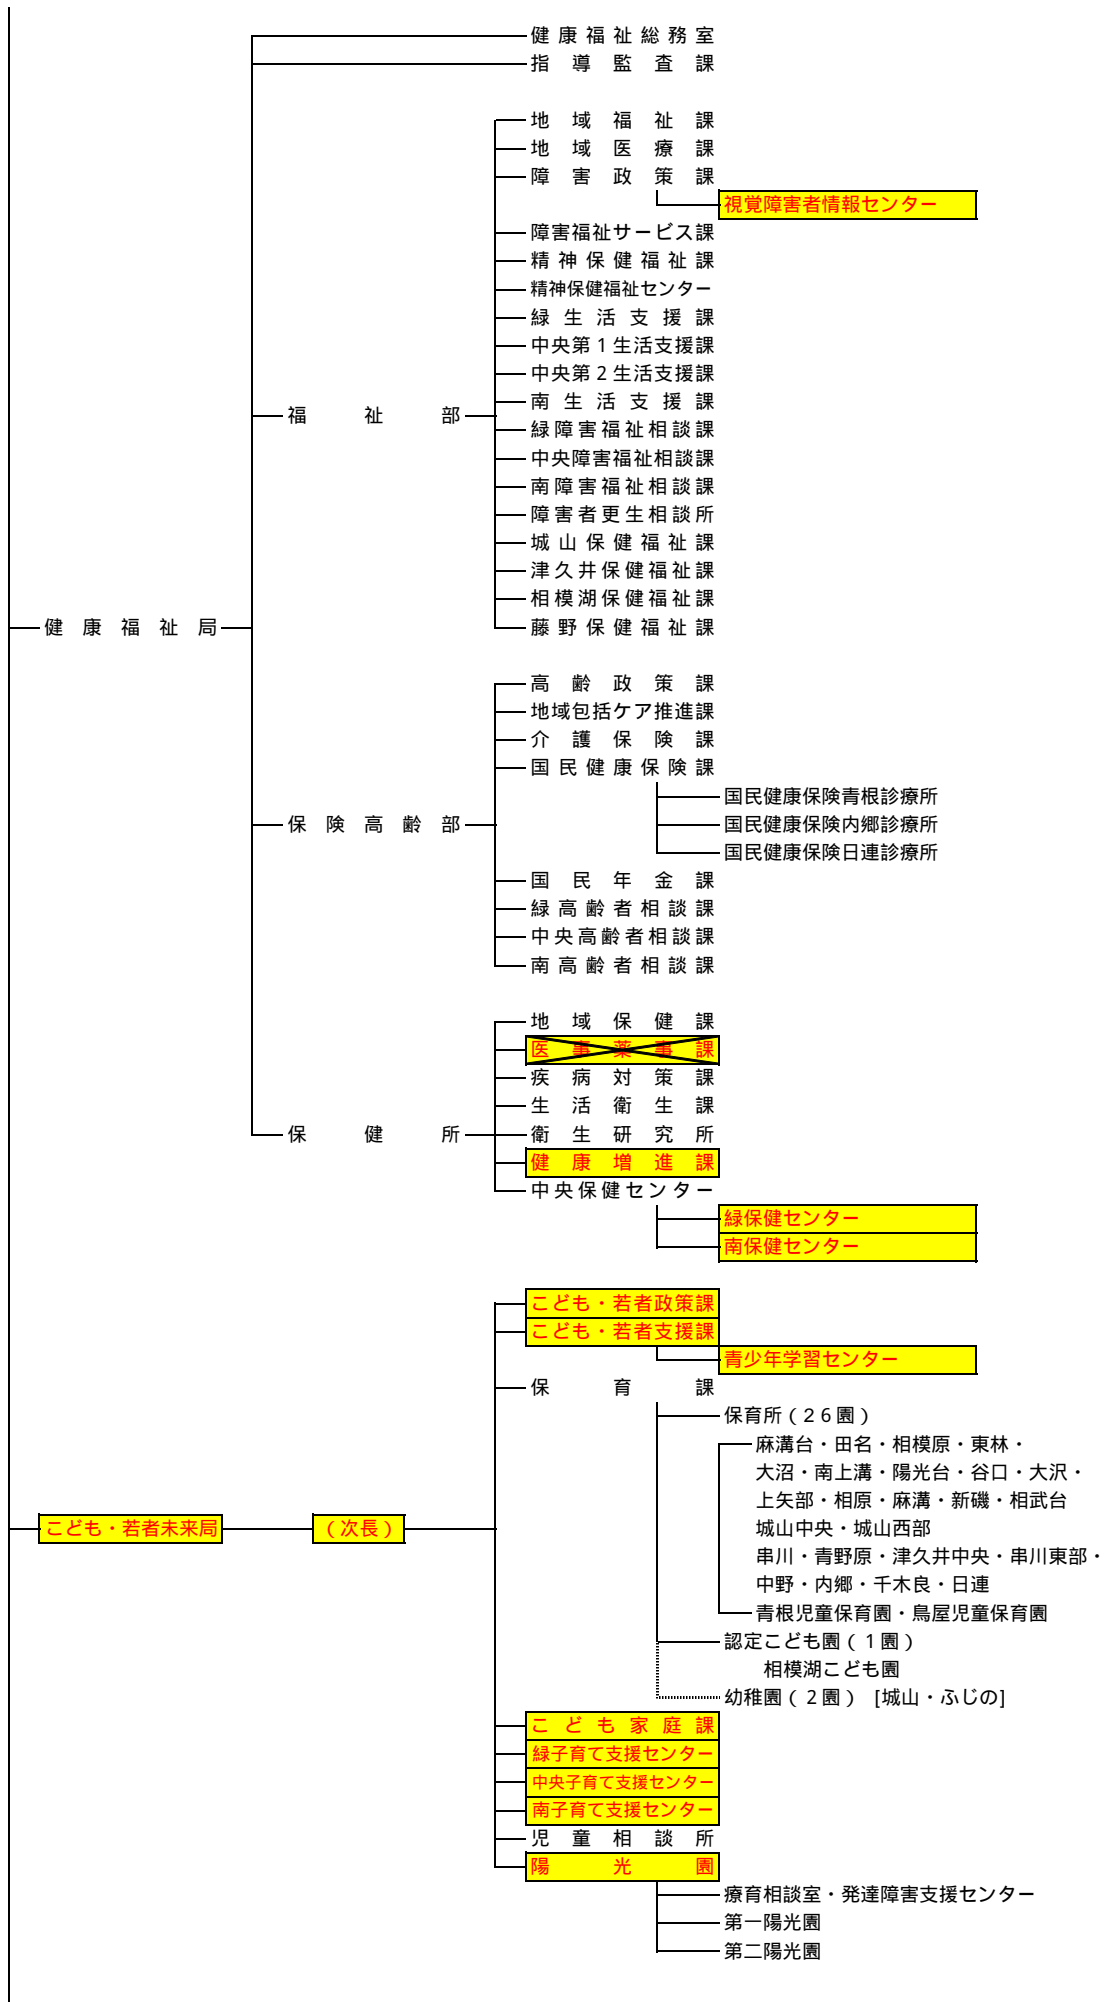 健康福祉総務室
指導監査課
地域福祉課
地域医療課
障害政策課
視覚障害者情報センター
障害福祉サービス課
精神保健福祉課
精神保健福祉センター
緑生活支援課
中央第1生活支援課
中央第2生活支援課
南生活支援課
福祉部
緑障害福祉相談課
中央障害福祉相談課
南障害福祉相談課
障害者更生相談所
城山保健福祉課
津久井保健福祉課
相模湖保健福祉課
健康福祉局
藤野保健福祉課
高齢政策課
地域包括ケア推進課
介護保険課
国民健康保険課
国民健康保険青根診療所
保険高齢部
国民健康保険内郷診療所
国民健康保険日連診療所
国民年金課
緑高齢者相談課
中央高齢者相談課
南高齢者相談課
地域保健課
医事薬事課
疾病対策課
生活衛生課
保健所
衛生研究所
健康増進課
中央保健センター
緑保健センター
南保健センター
こども・若者政策課
こども・若者支援課
青少年学習センター
保育課
保育所(26園)
麻溝台・田名・相模原・東林・
大沼・南上溝・陽光台・谷口・大沢・
上矢部・相原・麻溝・新磯・相武台
こども・若者未来局
(次長)
城山中央・城山西部
串川・青野原・津久井中央・串川東部・
中野・内郷・千木良・日連
青根児童保育園・鳥屋児童保育園
認定こども園(1園)
相模湖こども園
幼稚園(2園) [城山・ふじの]
こども家庭課
緑子育て支援センター
中央子育て支援センター
南子育て支援センター
児童相談所
陽光園
療育相談室・発達障害支援センター
第一陽光園
第二陽光園